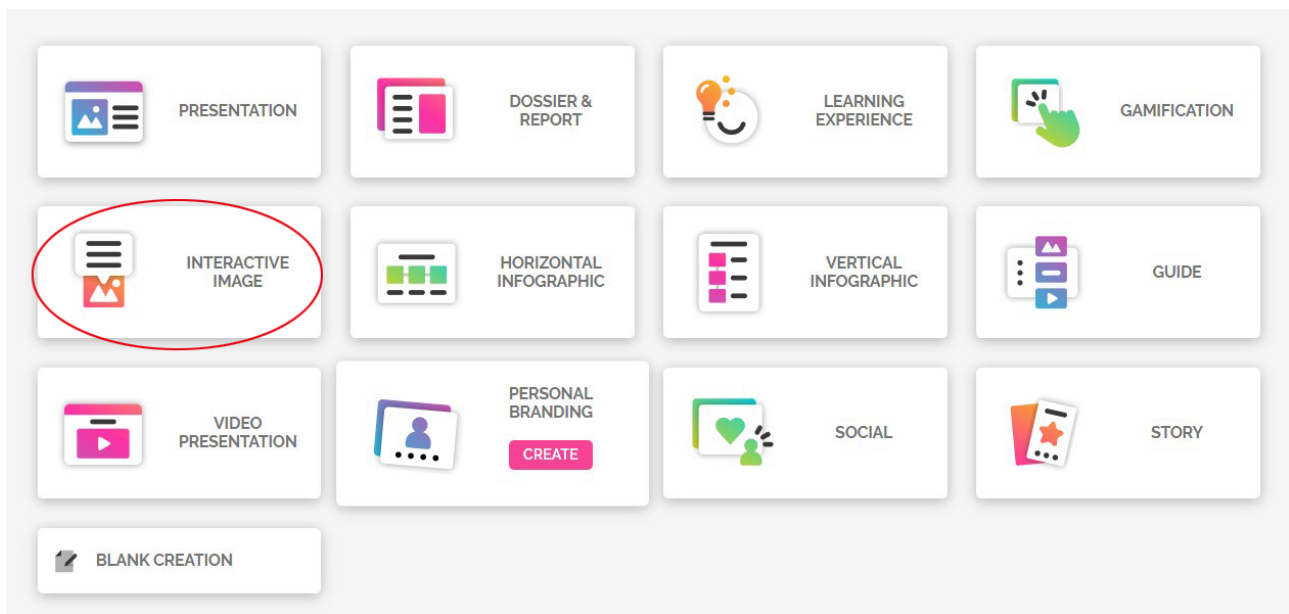 PRESENTATION
DOSSIER &
REPORT
LEARNING
EXPERIENCE
GAMIFICATION
INTERACTIVE
IMAGE
HORIZONTAL
INFOGRAPHIC
VERTICAL
INFOGRAPHIC
GUIDE
VIDEO
PRESENTATION
PERSONAL
BRANDING
CREATE
SOCIAL
STORY
BLANK CREATION